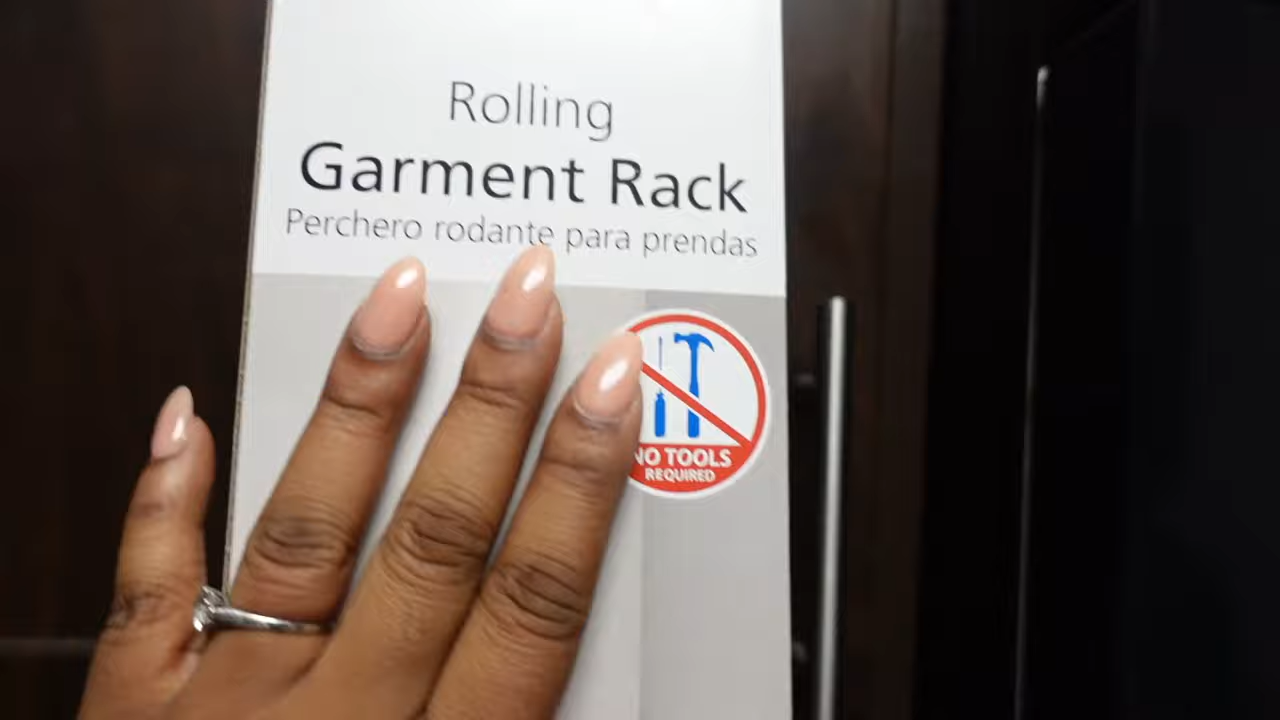 Rolling
Garment Rack
Perchero rodante para prendas
NO TOOLS
REQUIRED